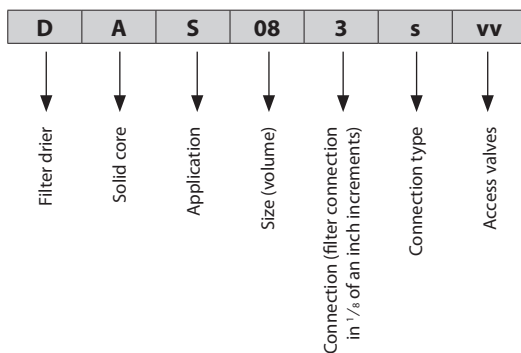 D A S 08 3 s vv
Filter drier
Solid core
Application
Size (volume)
Connection (filter connection
in 1/8 of an inch increments)
Connection type
Access valves